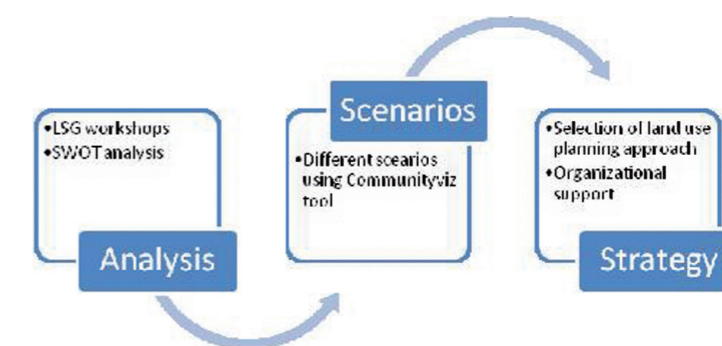 •LSG workshops
•SWOT analysis
Analysis
Scenarios
•Different scearios
using Communityviz
tool
•Selection of land use
planning approach
•Organizational
support
Strategy